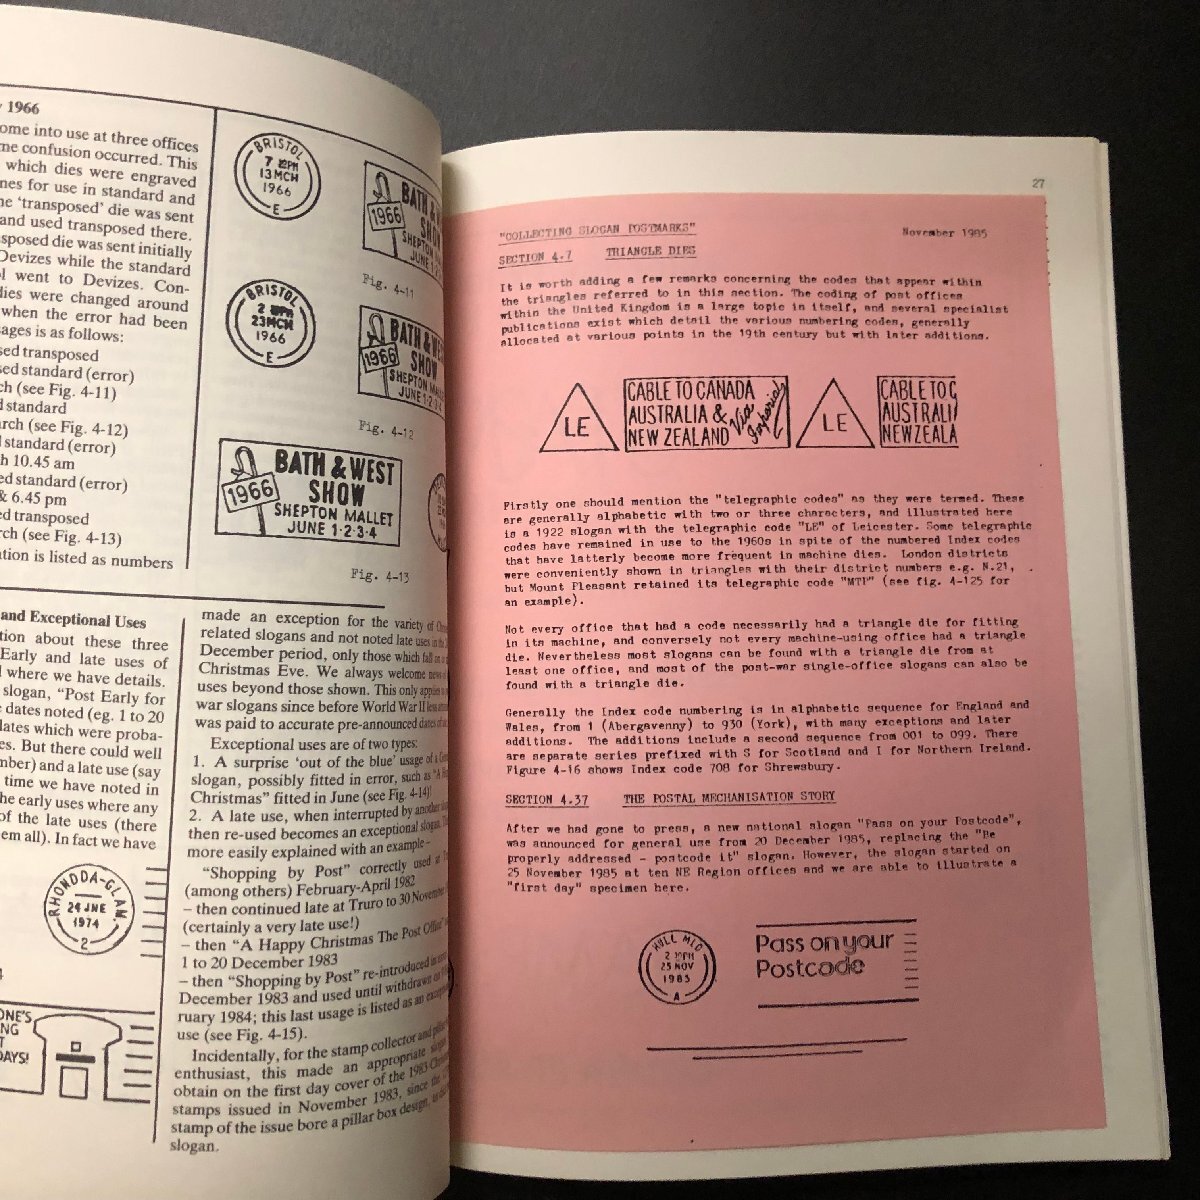 1966
ome into use at three offices
me confusion occurred. This
which dies were engraved
nes for use in standard and
ne 'transposed' die was sent
and used transposed there.
sposed die was sent initially
Devizes while the standard
l went to Devizes. Con-
dies were changed around
when the error had been
ages is as follows:
sed transposed
sed standard (error)
ch (see Fig. 4-11)
d standard
arch (see Fig. 4-12)
standard (error)
h 10.45 am
ed standard (error)
& 6.45 pm
ed transposed
rch (see Fig. 4-13)
ation is listed as numbers
BRISTOL
7 PM
13 MCH
1966
E
1966
BATH &
SHO
SHEPTON
JUNE 1·2
Fig. 4-11
BRISTOL
2 PM
23 MCH
1966
E
1966
BATH & WE
SHOW
SHEPTON MA
JUNE 1·2·3·4
Fig. 4-12
1966
BATH & WEST
SHOW
SHEPTON MALLET
JUNE 1·2·3·4
Fig. 4-13
and Exceptional Uses
tion about these three
Early and late uses of
where we have details.
slogan, "Post Early for
dates noted (eg. 1 to 20
lates which were proba-
es. But there could well
mber) and a late use (say
time we have noted in
he early uses where any
of the late uses (there
em all). In fact we have
RHONDDA-GLAM.
24 JNE
1974
2
4
ONE'S
NG
T
DAYS!
made an exception for the variety of
related slogans and not noted late uses in the
December period, only those which fall on
Christmas Eve. We always welcome news
uses beyond those shown. This only applies
war slogans since before World War II less
was paid to accurate pre-announced dates of
Exceptional uses are of two types:
1. A surprise 'out of the blue' usage of a
slogan, possibly fitted in error, such as "A
Christmas" fitted in June (see Fig. 4-14)
2. A late use, when interrupted by another
then re-used becomes an exceptional slogan.
more easily explained with an example –
"Shopping by Post" correctly used at
(among others) February-April 1982
– then continued late at Truro to 30 November
(certainly a very late use!)
– then "A Happy Christmas The Post Office"
1 to 20 December 1983
– then "Shopping by Post" re-introduced in
December 1983 and used until withdrawn
ruary 1984; this last usage is listed as an
use (see Fig. 4-15).
Incidentally, for the stamp collector and
enthusiast, this made an appropriate
obtain on the first day cover of the 1983
stamps issued in November 1983, since the
stamp of the issue bore a pillar box design,
slogan.
27
"COLLECTING SLOGAN POSTMARKS" November 1985
SECTION 4.7 TRIANGLE DIES
It is worth adding a few remarks concerning the codes that appear within
the triangles referred to in this section. The coding of post offices
within the United Kingdom is a large topic in itself, and several specialist
publications exist which detail the various numbering codes, generally
allocated at various points in the 19th century but with later additions.
LE
CABLE TO CANADA
AUSTRALIA &
NEW ZEALAND
Via Imperial
LE
CABLE TO C
AUSTRALI
NEW ZEALA
Firstly one should mention the "telegraphic codes" as they were termed. These
are generally alphabetic with two or three characters, and illustrated here
is a 1922 slogan with the telegraphic code "LE" of Leicester. Some telegraphic
codes have remained in use to the 1960s in spite of the numbered Index codes
that have latterly become more frequent in machine dies. London districts
were conveniently shown in triangles with their district numbers e.g. N.21,
but Mount Pleasant retained its telegraphic code "MTP" (see fig. 4-125 for
an example).
Not every office that had a code necessarily had a triangle die for fitting
in its machine, and conversely not every machine-using office had a triangle
die. Nevertheless most slogans can be found with a triangle die from at
least one office, and most of the post-war single-office slogans can also be
found with a triangle die.
Generally the Index code numbering is in alphabetic sequence for England and
Wales, from 1 (Abergavenny) to 930 (York), with many exceptions and later
additions. The additions include a second sequence from 001 to 099. There
are separate series prefixed with S for Scotland and I for Northern Ireland.
Figure 4-16 shows Index code 708 for Shrewsbury.
SECTION 4.37 THE POSTAL MECHANISATION STORY
After we had gone to press, a new national slogan "Pass on your Postcode",
was announced for general use from 20 December 1985, replacing the "Be
properly addressed - postcode it" slogan. However, the slogan started on
25 November 1985 at ten NE Region offices and we are able to illustrate a
"first day" specimen here.
HULL MLO
2 PM
25 NOV
1985
A
Pass on your
Postcode